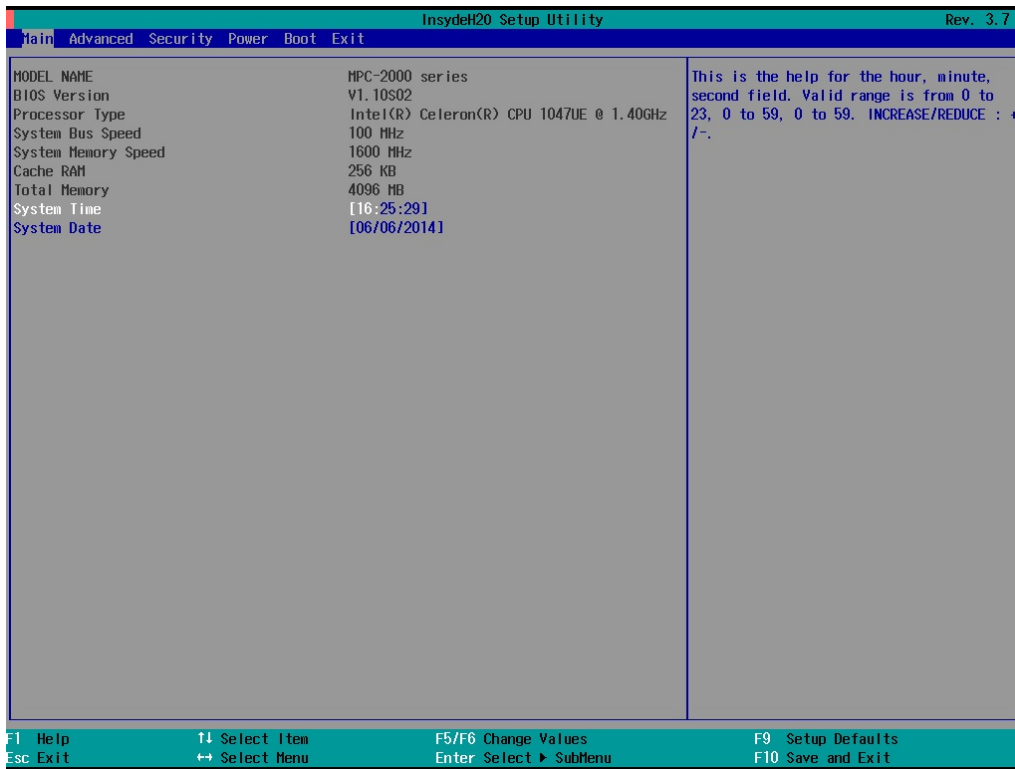 InsydeH20 Setup Utility Rev. 3.7
Main Advanced Security Power Boot Exit
MODEL NAME MPC-2000 series
BIOS Version V1.10S02
Processor Type Intel(R) Celeron(R) CPU 1047UE @ 1.40GHz
System Bus Speed 100 MHz
System Memory Speed 1600 MHz
Cache RAM 256 KB
Total Memory 4096 MB
System Time [16:25:29]
System Date [06/06/2014]
This is the help for the hour, minute,
second field. Valid range is from 0 to
23, 0 to 59, 0 to 59. INCREASE/REDUCE : +
/-.
F1 Help ↑↓ Select Item F5/F6 Change Values F9 Setup Defaults
Esc Exit ↔ Select Menu Enter Select ▶ SubMenu F10 Save and Exit